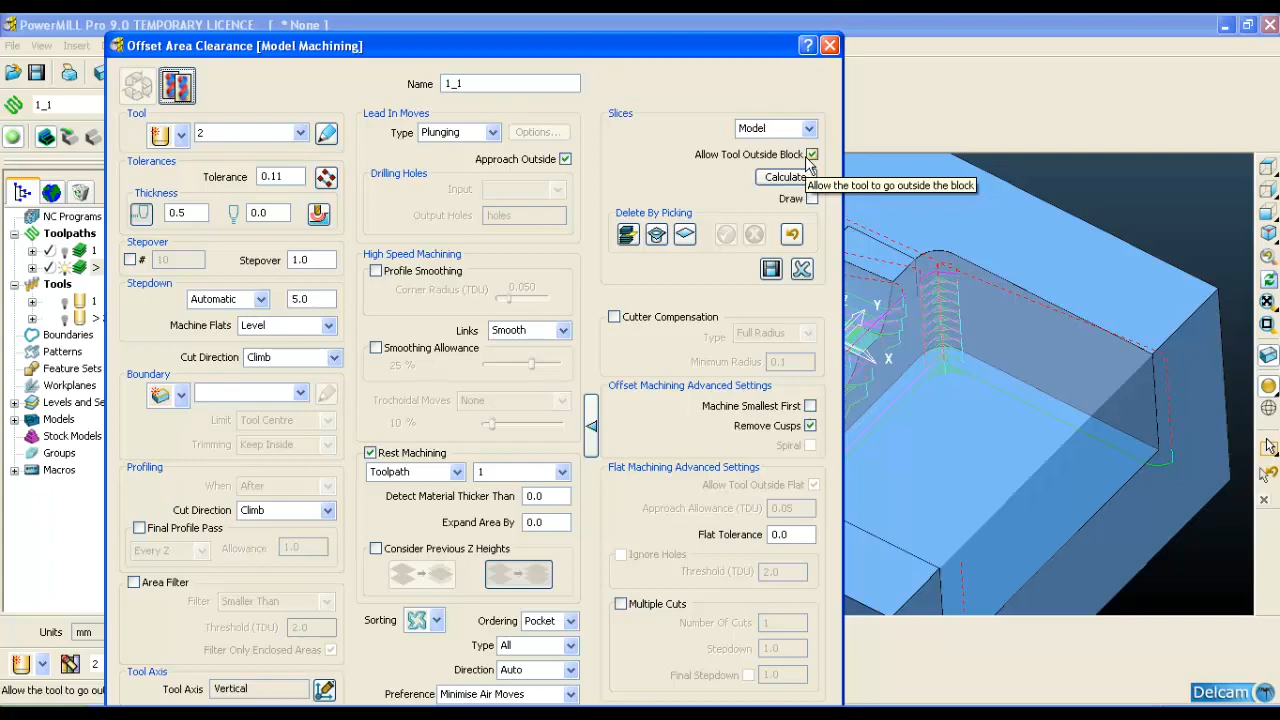 PowerMILL Pro 9.0 TEMPORARY LICENCE [ * None ]
File View Insert
Offset Area Clearance [Model Machining]
1_1
Name 1_1
Tool
2
Tolerances
Tolerance 0.11
Thickness
0.5 0.0
Stepover
# 10 Stepover 1.0
Stepdown
Automatic 5.0
Machine Flats Level
Cut Direction Climb
Boundary
Limit Tool Centre
Trimming Keep Inside
Profiling
When After
Cut Direction Climb
Final Profile Pass
Every Z Allowance 1.0
Area Filter
Filter Smaller Than
Threshold (TDU) 2.0
Filter Only Enclosed Areas
Tool Axis
Tool Axis Vertical
Lead In Moves
Type Plunging Options...
Approach Outside
Drilling Holes
Input
Output Holes holes
High Speed Machining
Profile Smoothing
Corner Radius (TDU) 0.050
Links Smooth
Smoothing Allowance
25 %
Trochoidal Moves None
10 %
Rest Machining
Toolpath 1
Detect Material Thicker Than 0.0
Expand Area By 0.0
Consider Previous Z Heights
Sorting Ordering Pocket
Type All
Direction Auto
Preference Minimise Air Moves
Slices
Model
Allow Tool Outside Block
Calculate
Allow the tool to go outside the block
Draw
Delete By Picking
Cutter Compensation
Type Full Radius
Minimum Radius 0.1
Offset Machining Advanced Settings
Machine Smallest First
Remove Cusps
Spiral
Flat Machining Advanced Settings
Allow Tool Outside Flat
Approach Allowance (TDU) 0.05
Flat Tolerance 0.0
Ignore Holes
Threshold (TDU) 2.0
Multiple Cuts
Number Of Cuts 1
Stepdown 1.0
Final Stepdown 1.0
NC Programs
Toolpaths
1
>
Tools
1
>
Boundaries
Patterns
Feature Sets
Workplanes
Levels and Se
Models
Stock Models
Groups
Macros
Units mm
2
Allow the tool to go ou
Z Y
X
Delcam